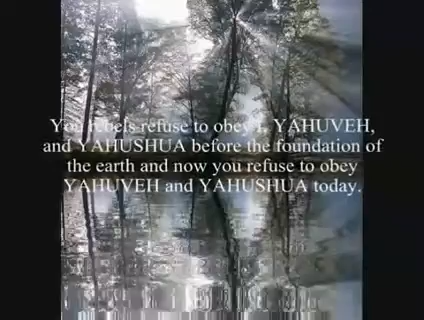 You rebels refuse to obey I, YAHUVEH,
and YAHUSHUA before the foundation of
the earth and now you refuse to obey
YAHUVEH and YAHUSHUA today.